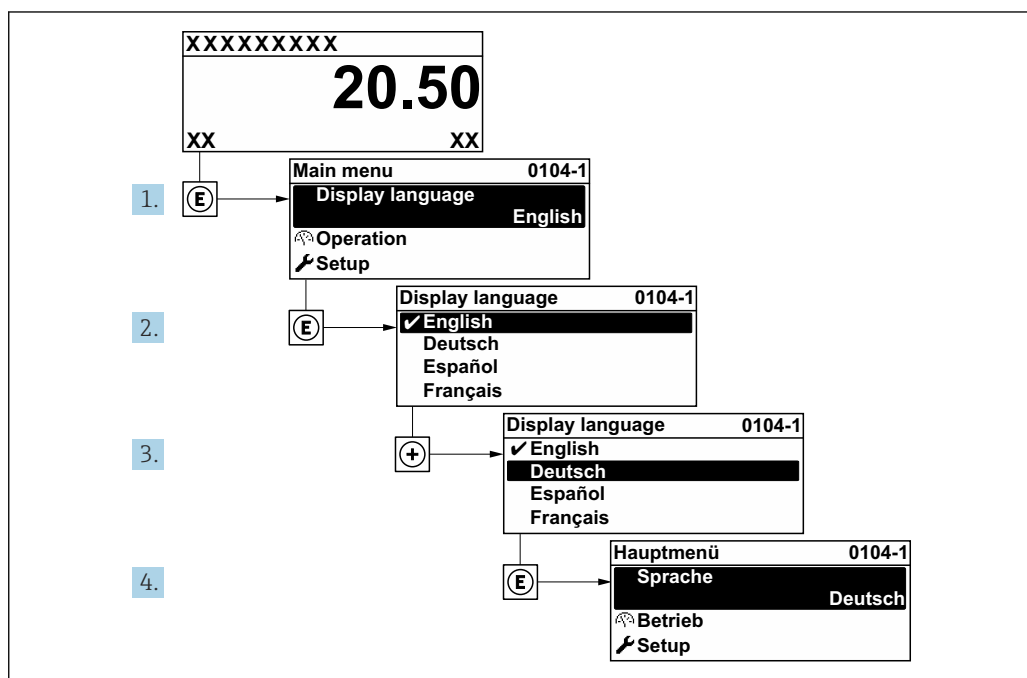 XXXXXXXXX
20.50
XX XX
1. E
Main menu 0104-1
Display language
English
Operation
Setup
2. E
Display language 0104-1
✔ English
Deutsch
Español
Français
3. +
Display language 0104-1
✔ English
Deutsch
Español
Français
4. E
Hauptmenü 0104-1
Sprache
Deutsch
Betrieb
Setup